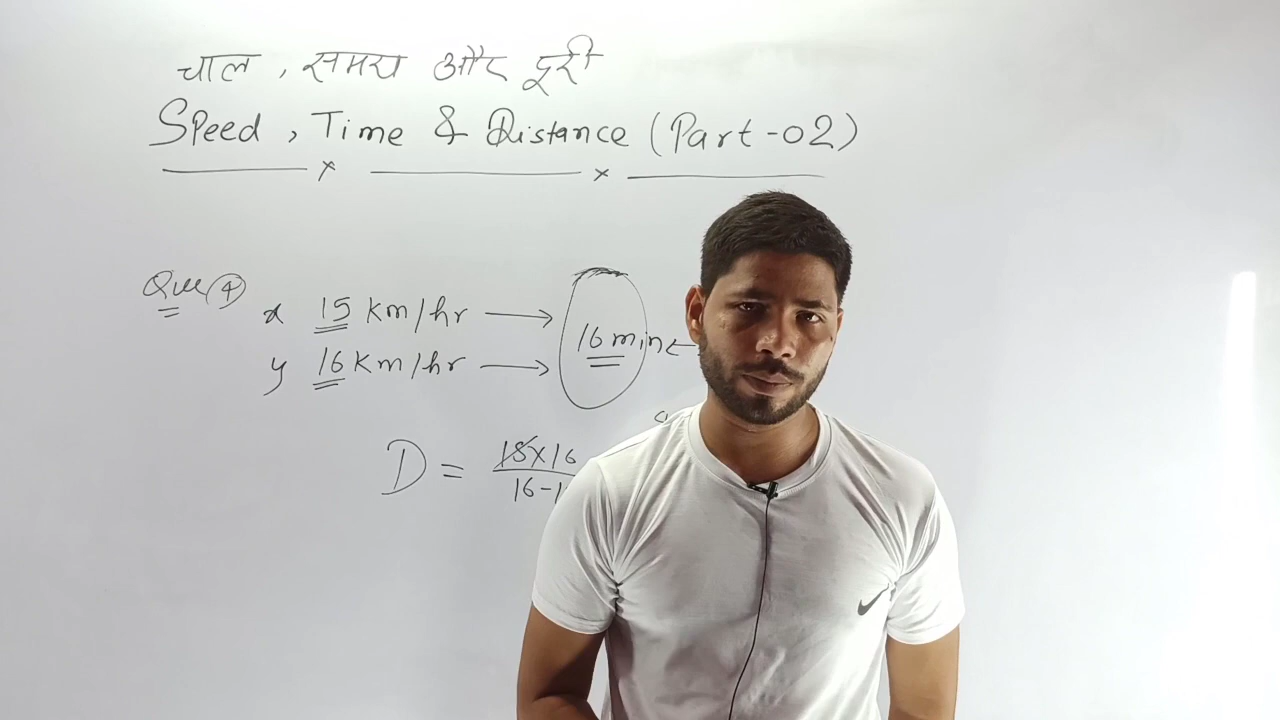 चाल, समय और दूरी
Speed, Time & Distance (Part-02)
Que ④
x 15 km/hr →
y 16 km/hr →
16 min ←
D = 15×16
16-1